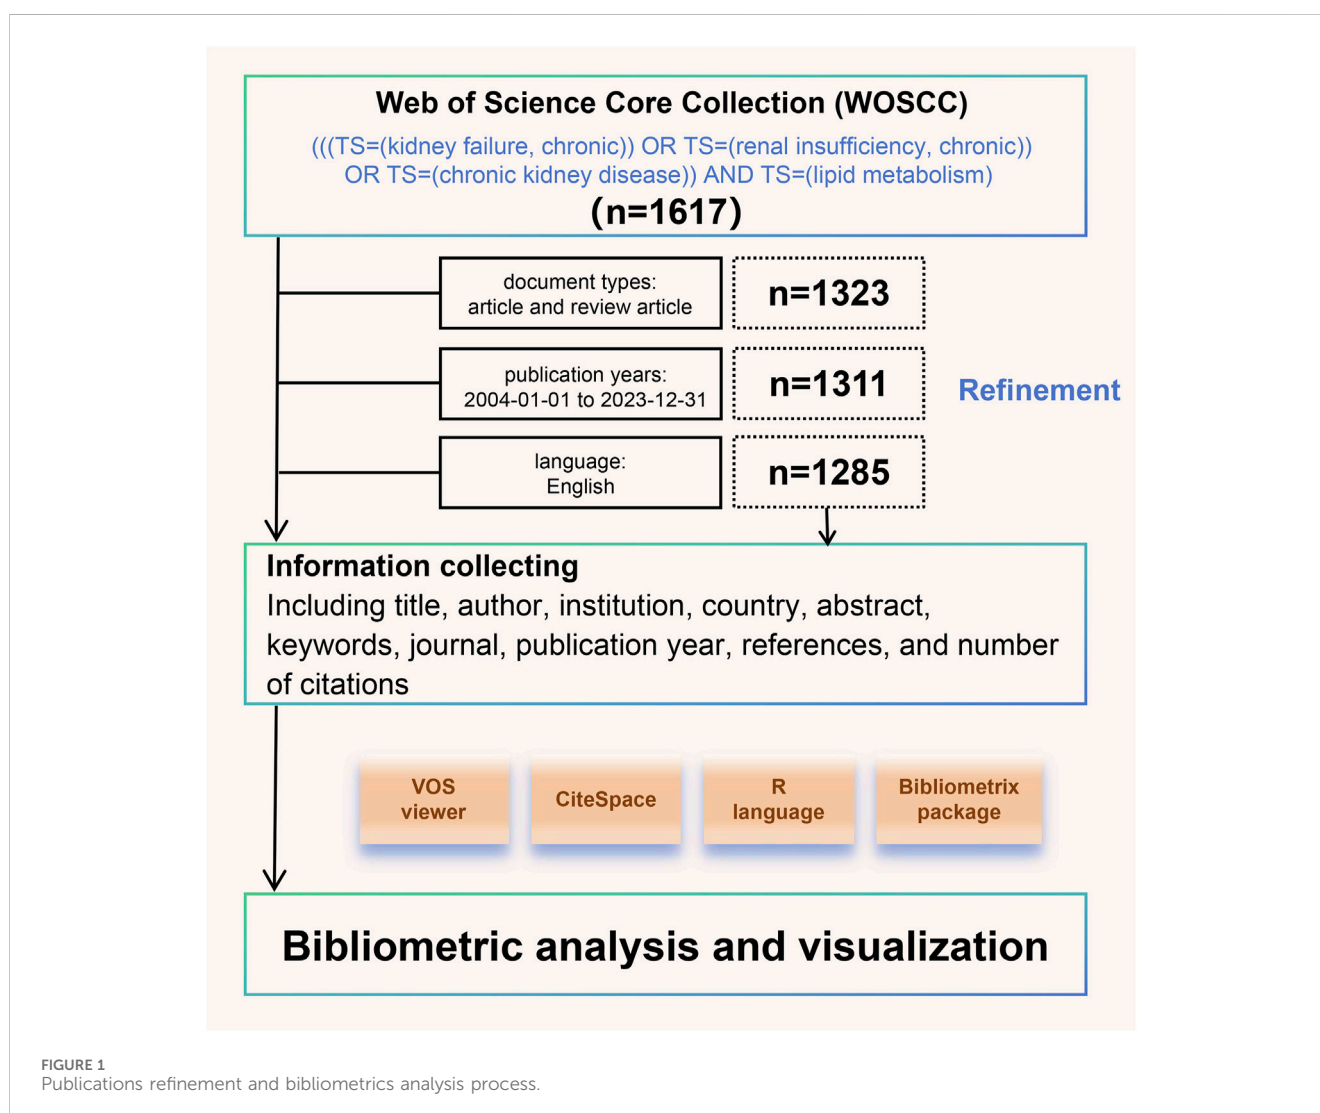 Web of Science Core Collection (WOSCC)
(((TS=(kidney failure, chronic)) OR TS=(renal insufficiency, chronic))
OR TS=(chronic kidney disease)) AND TS=(lipid metabolism)
(n=1617)
document types:
article and review article
n=1323
publication years:
2004-01-01 to 2023-12-31
n=1311
Refinement
language:
English
n=1285
Information collecting
Including title, author, institution, country, abstract,
keywords, journal, publication year, references, and number
of citations
VOS
viewer
CiteSpace
R
language
Bibliometrix
package
Bibliometric analysis and visualization
FIGURE 1
Publications refinement and bibliometrics analysis process.